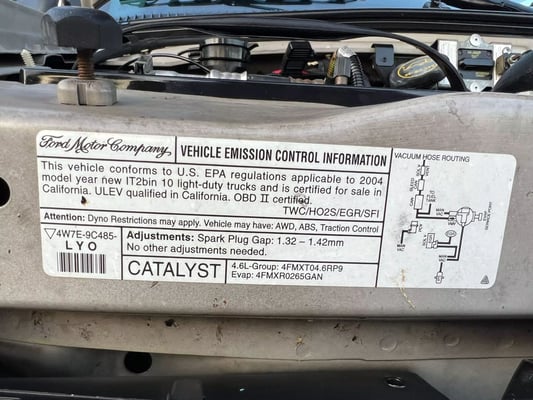 Ford Motor Company
VEHICLE EMISSION CONTROL INFORMATION
This vehicle conforms to U.S. EPA regulations applicable to 2004
model year new lT2bin 10 light-duty trucks and is certified for sale in
California. ULEV qualified in California. OBD II certified.
TWC/HO2S/EGR/SFI
Attention: Dyno Restrictions may apply. Vehicle may have: AWD, ABS, Traction Control
4W7E-9C485-
LYO
Adjustments: Spark Plug Gap: 1.32 - 1.42mm
No other adjustments needed.
CATALYST
4.6L-Group: 4FMXT04.6RP9
Evap: 4FMXR0265GAN
VACUUM HOSE ROUTING